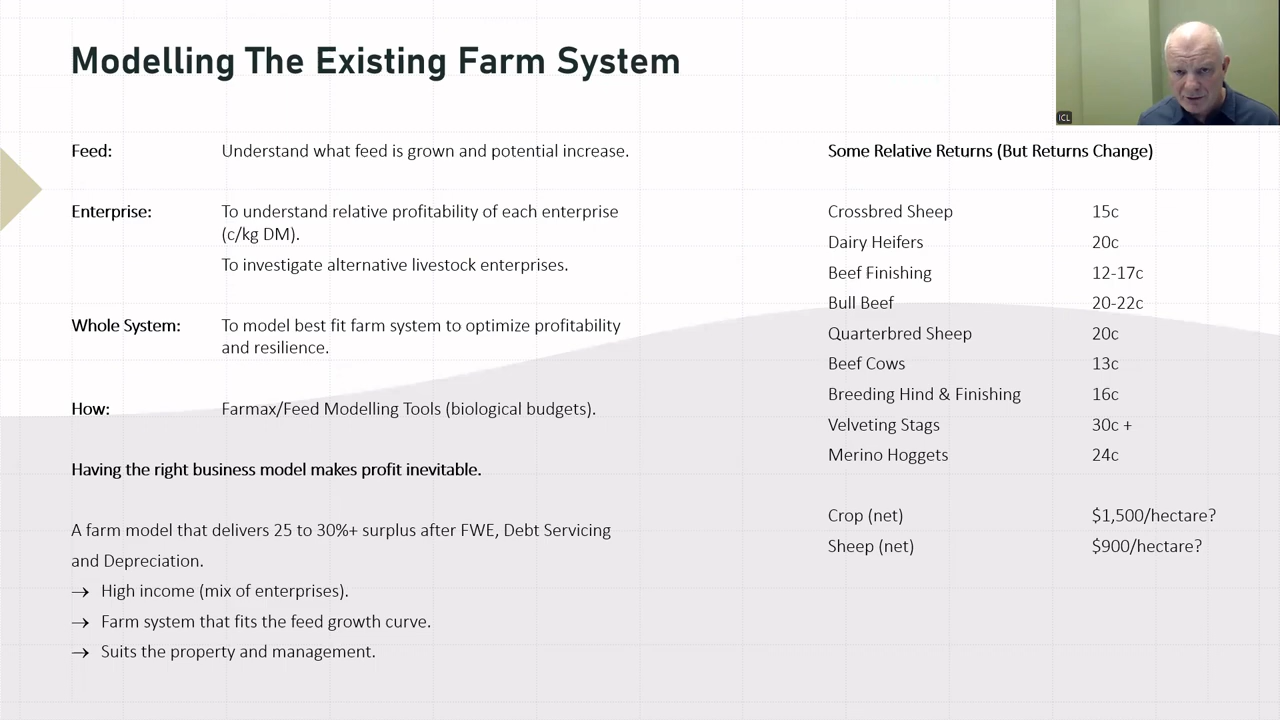 Modelling The Existing Farm System
ICL
Feed: Understand what feed is grown and potential increase.
Enterprise: To understand relative profitability of each enterprise
(c/kg DM).
To investigate alternative livestock enterprises.
Whole System: To model best fit farm system to optimize profitability
and resilience.
How: Farmax/Feed Modelling Tools (biological budgets).
Having the right business model makes profit inevitable.
A farm model that delivers 25 to 30%+ surplus after FWE, Debt Servicing
and Depreciation.
→ High income (mix of enterprises).
→ Farm system that fits the feed growth curve.
→ Suits the property and management.
Some Relative Returns (But Returns Change)
Crossbred Sheep 15c
Dairy Heifers 20c
Beef Finishing 12-17c
Bull Beef 20-22c
Quarterbred Sheep 20c
Beef Cows 13c
Breeding Hind & Finishing 16c
Velveting Stags 30c +
Merino Hoggets 24c
Crop (net) $1,500/hectare?
Sheep (net) $900/hectare?